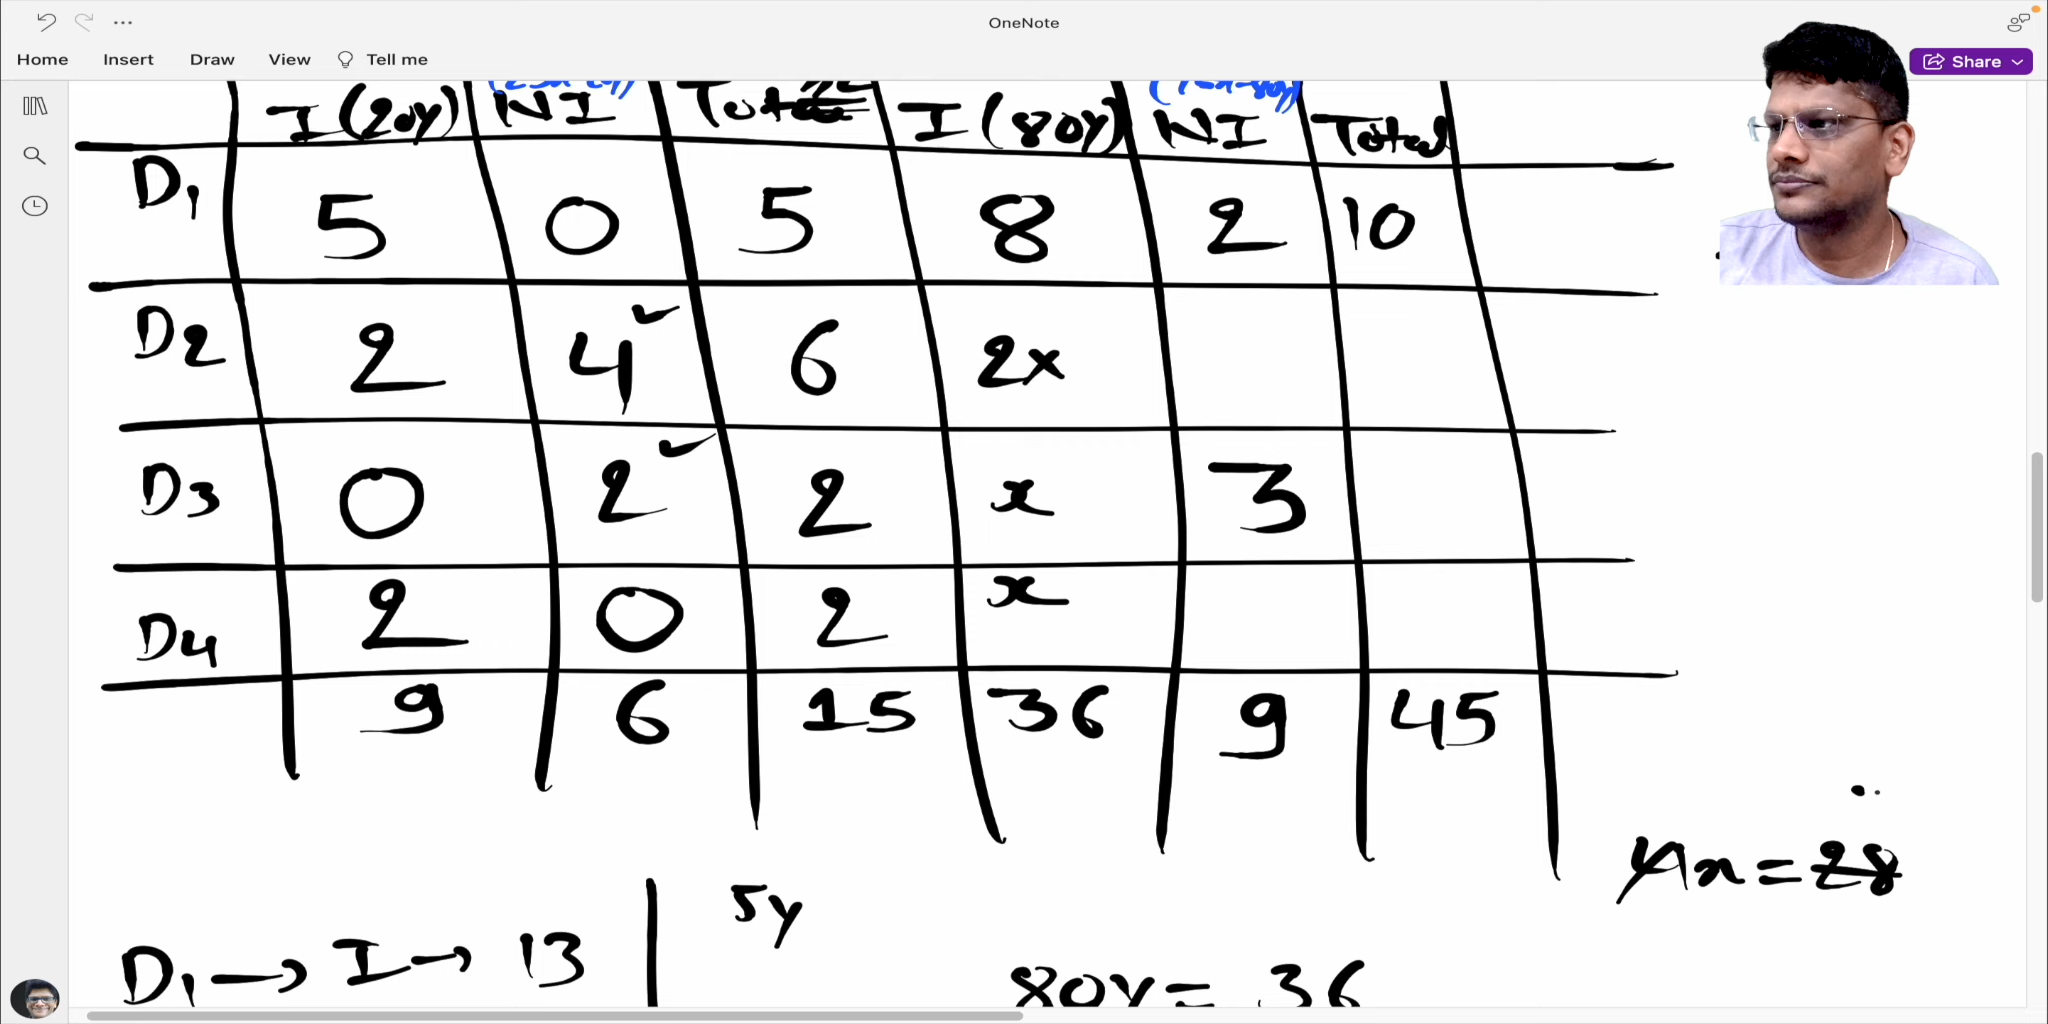 OneNote
Home Insert Draw View Tell me Share
I (20y) NI I (80y) NI Total
D1 5 0 5 8 2 10
D2 2 4 6 2x
D3 0 2 2 x 3
D4 2 0 2 x
9 6 15 36 9 45
4x = 28
5y
D1 → I → 13
80y = 36